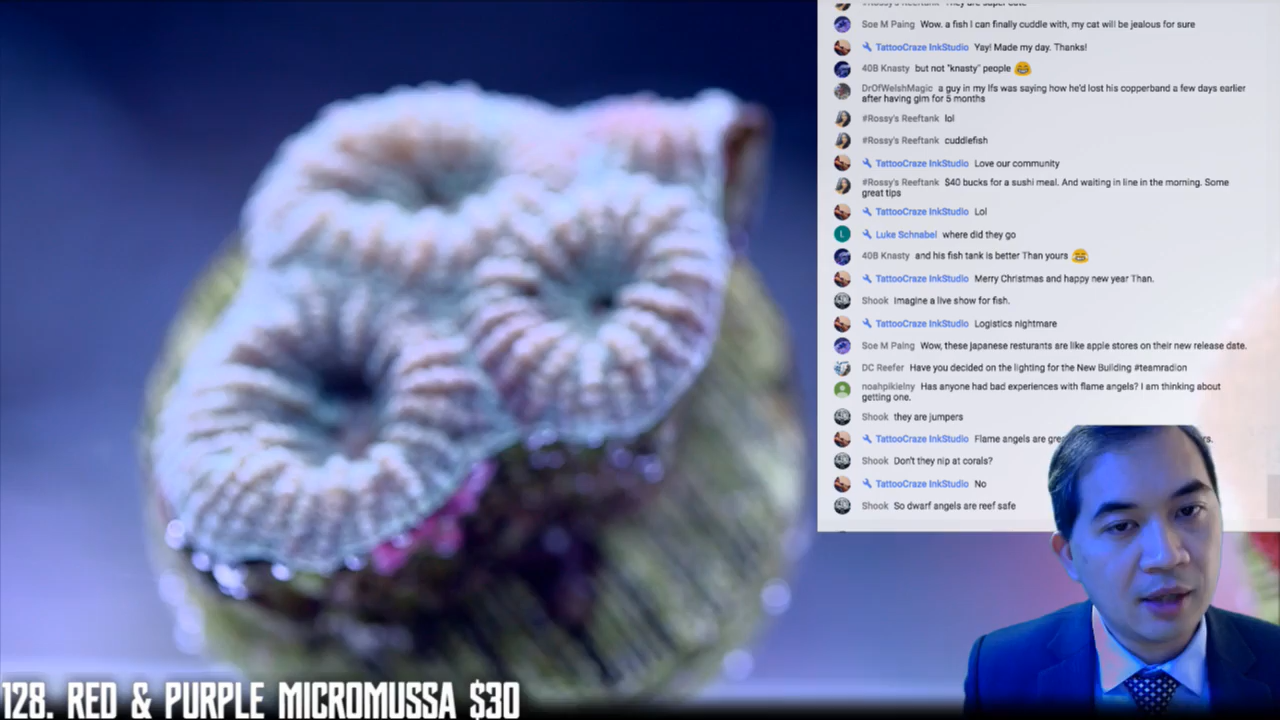 #Rossy's Reeftank They are super cute
Soe M Paing Wow. a fish I can finally cuddle with, my cat will be jealous for sure
TattooCraze InkStudio Yay! Made my day. Thanks!
40B Knasty but not "knasty" people
DrOfWelshMagic a guy in my lfs was saying how he'd lost his copperband a few days earlier
after having gim for 5 months
#Rossy's Reeftank lol
#Rossy's Reeftank cuddlefish
TattooCraze InkStudio Love our community
#Rossy's Reeftank $40 bucks for a sushi meal. And waiting in line in the morning. Some
great tips
TattooCraze InkStudio Lol
L Luke Schnabel where did they go
40B Knasty and his fish tank is better Than yours
TattooCraze InkStudio Merry Christmas and happy new year Than.
Shook Imagine a live show for fish.
TattooCraze InkStudio Logistics nightmare
Soe M Paing Wow, these japanese resturants are like apple stores on their new release date.
DC Reefer Have you decided on the lighting for the New Building #teamradion
noahpikielny Has anyone had bad experiences with flame angels? I am thinking about
getting one.
Shook they are jumpers
TattooCraze InkStudio Flame angels are
Shook Don't they nip at corals?
TattooCraze InkStudio No
Shook So dwarf angels are reef safe
128. RED & PURPLE MICROMUSSA $30